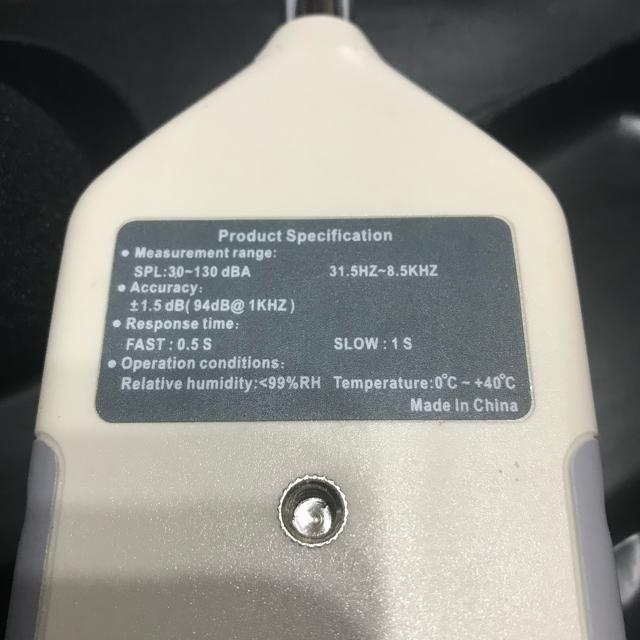 Product Specification
• Measurement range:
SPL:30~130 dBA 31.5HZ~8.5KHZ
• Accuracy:
±1.5 dB( 94dB@ 1KHZ )
• Response time:
FAST : 0.5 S SLOW : 1 S
• Operation conditions:
Relative humidity:<99%RH Temperature:0°C ~ +40°C
Made In China